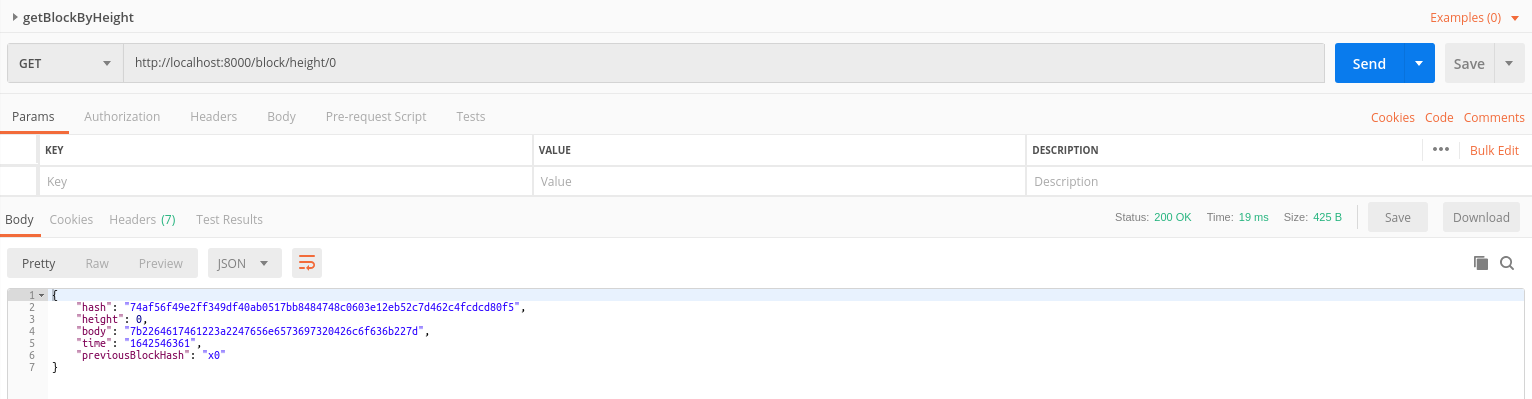 getBlockByHeight Examples (0)
GET http://localhost:8000/block/height/0 Send Save
Params Authorization Headers Body Pre-request Script Tests Cookies Code Comments
KEY VALUE DESCRIPTION ••• Bulk Edit
Key Value Description
Body Cookies Headers (7) Test Results Status: 200 OK Time: 19 ms Size: 425 B Save Download
Pretty Raw Preview JSON
1 {
2 "hash": "74af56f49e2ff349df40ab0517bb8484748c0603e12eb52c7d462c4fcdcd80f5",
3 "height": 0,
4 "body": "7b2264617461223a2247656e6573697320426c6f636b227d",
5 "time": "1642546361",
6 "previousBlockHash": "x0"
7 }